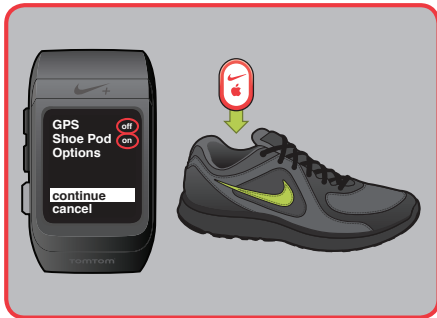 GPS off
Shoe Pod on
Options
continue
cancel
TOMTOM